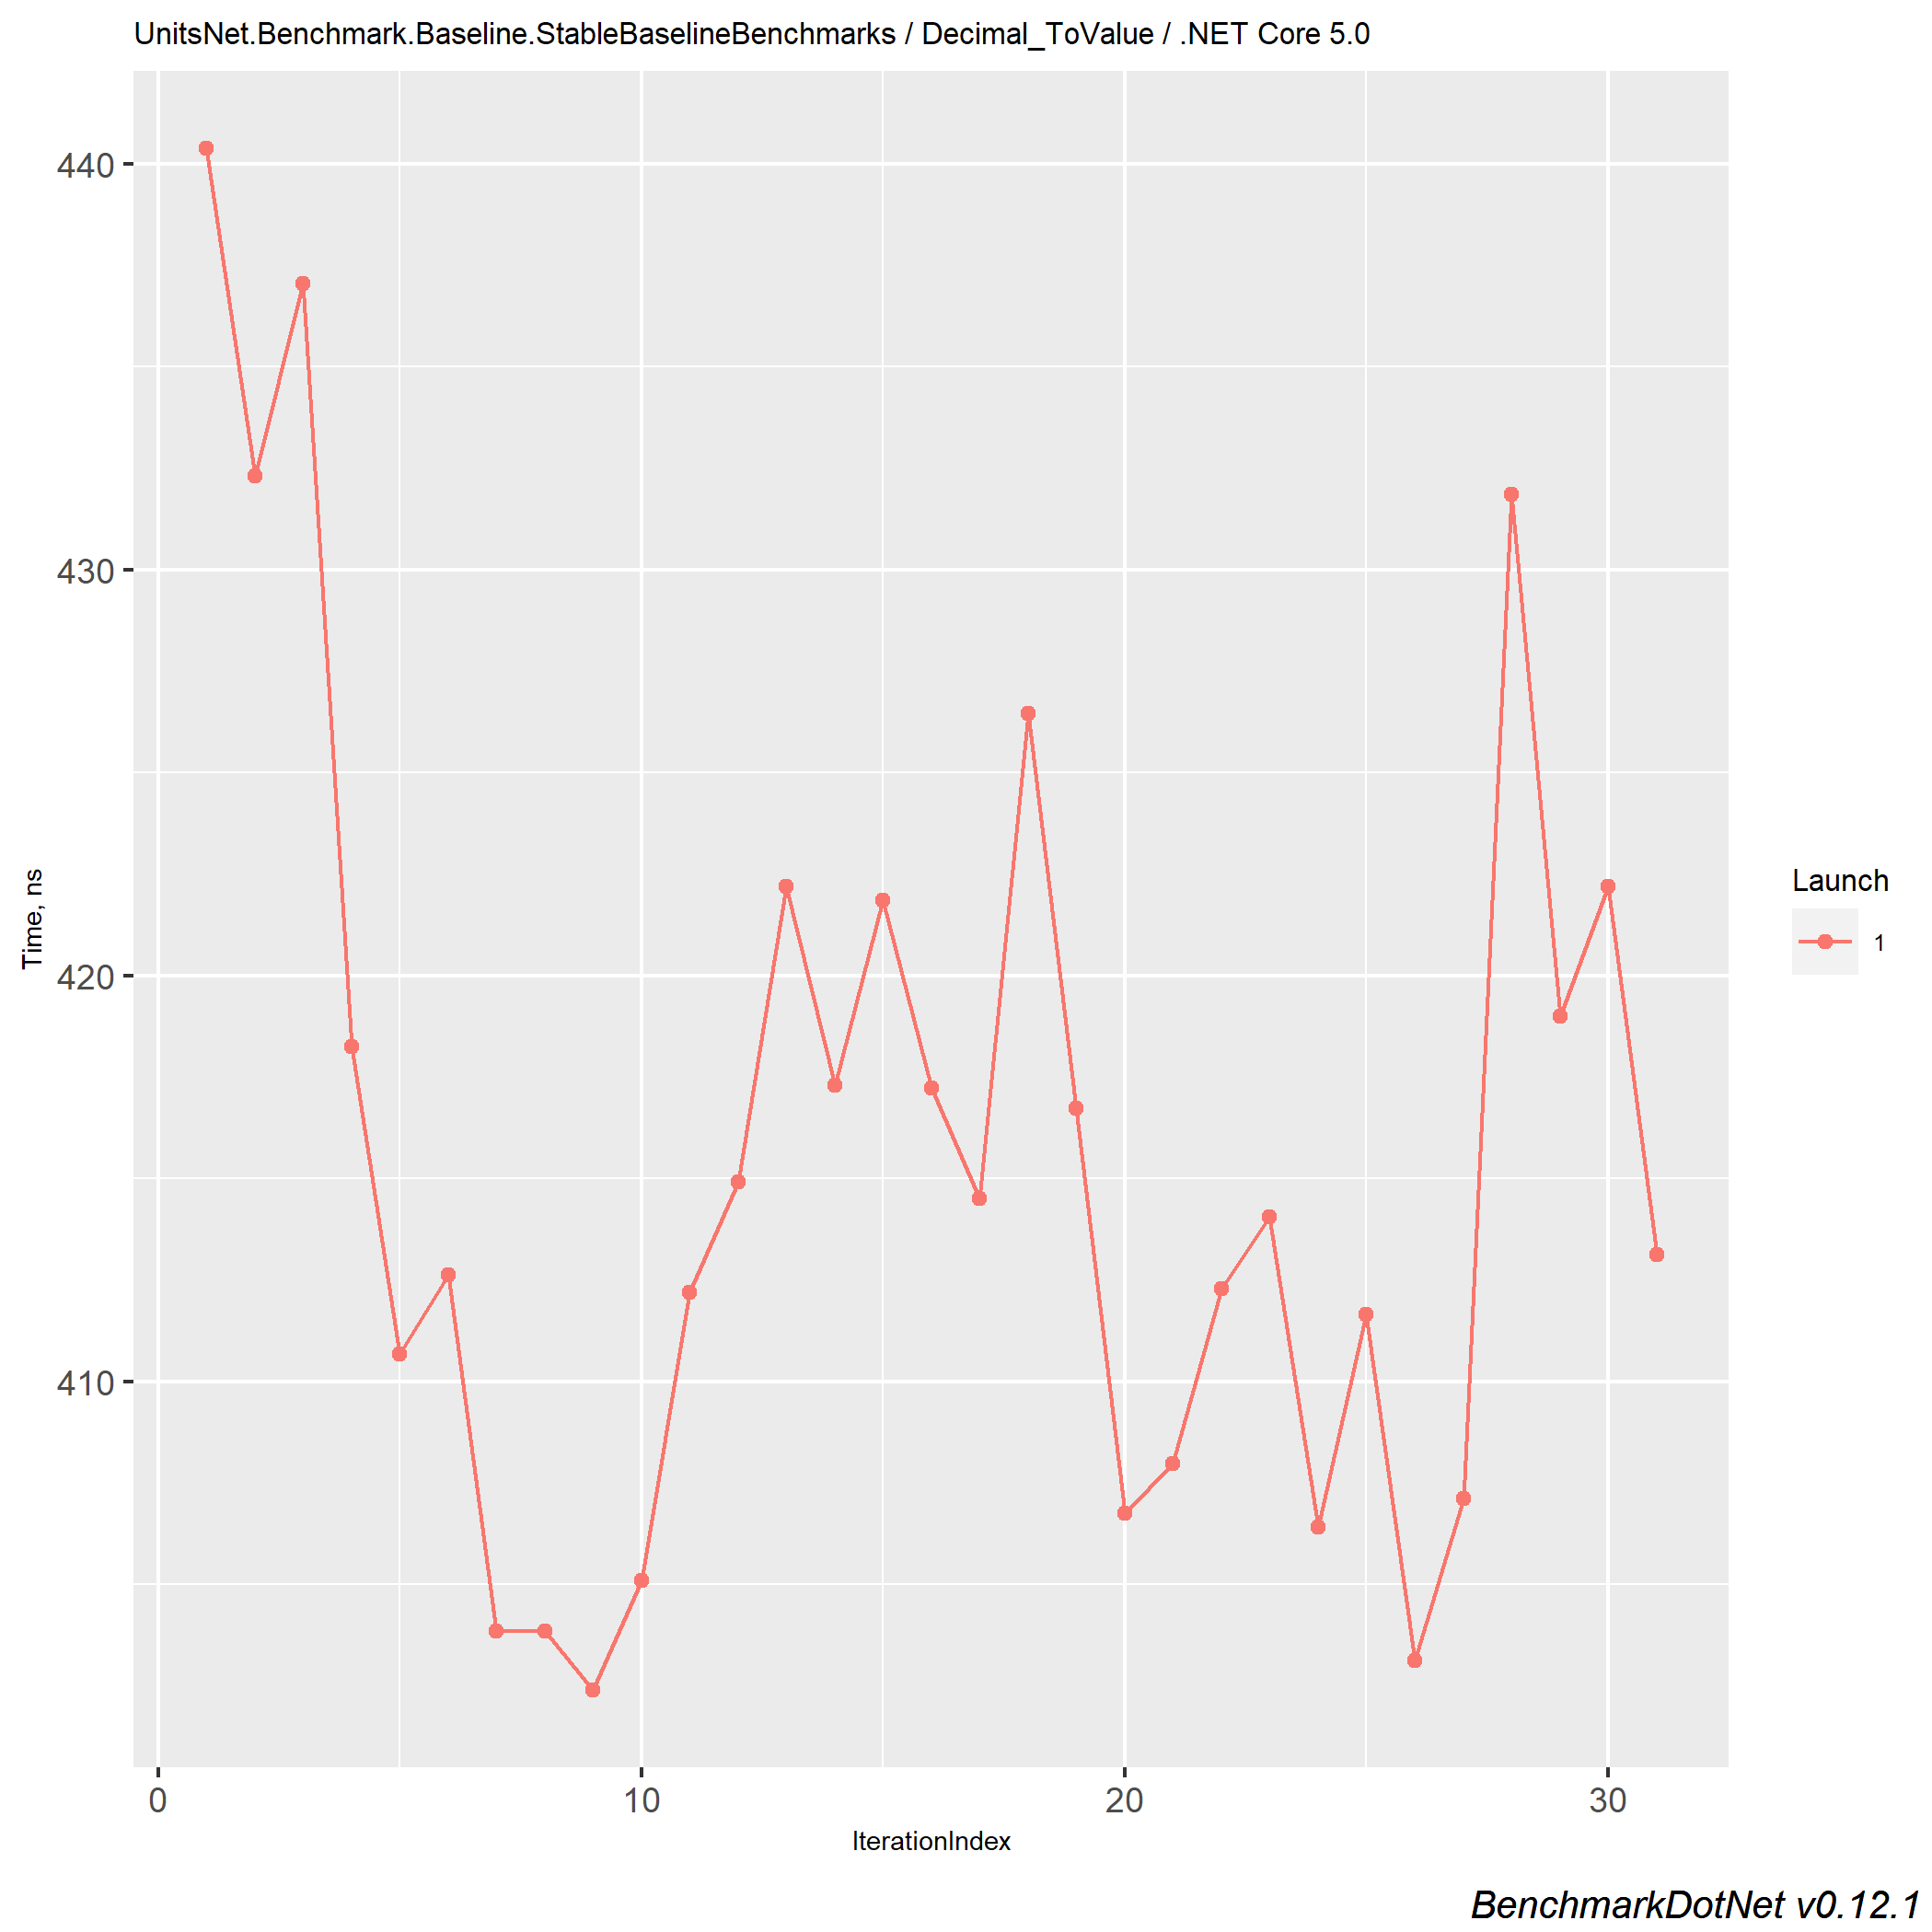 UnitsNet.Benchmark.Baseline.StableBaselineBenchmarks / Decimal_ToValue / .NET Core 5.0
440
430
420
410
Time, ns
0 10 20 30
IterationIndex
Launch
1
BenchmarkDotNet v0.12.1